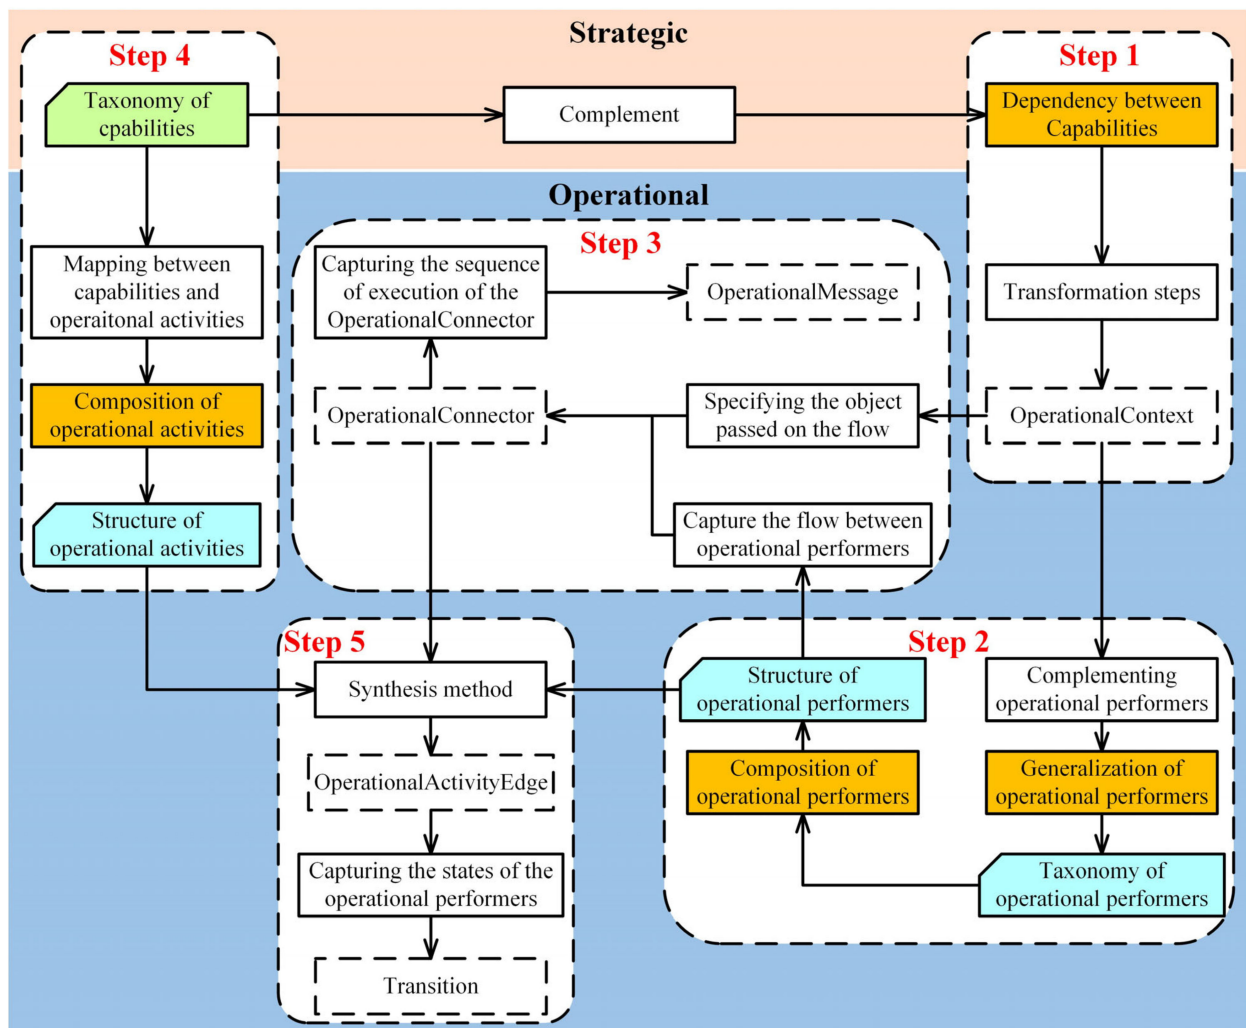 Strategic
Step 4
Taxonomy of
cpabilities
Complement
Step 1
Dependency between
Capabilities
Operational
Mapping between
capabilities and
operaitonal activities
Composition of
operational activities
Structure of
operational activities
Step 3
Capturing the sequence
of execution of the
OperationalConnector
OperationalMessage
OperationalConnector
Specifying the object
passed on the flow
Capture the flow between
operational performers
Transformation steps
OperationalContext
Step 5
Synthesis method
OperationalActivityEdge
Capturing the states of the
operational performers
Transition
Step 2
Structure of
operational performers
Complementing
operational performers
Composition of
operational performers
Generalization of
operational performers
Taxonomy of
operational performers